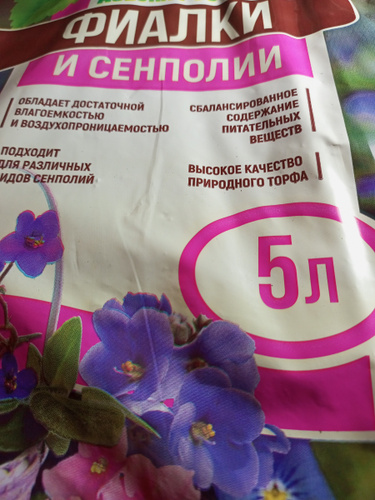 ФИАЛКИ
И СЕНПОЛИИ
ОБЛАДАЕТ ДОСТАТОЧНОЙ
ВЛАГОЕМКОСТЬЮ
И ВОЗДУХОПРОНИЦАЕМОСТЬЮ
СБАЛАНСИРОВАННОЕ
СОДЕРЖАНИЕ
ПИТАТЕЛЬНЫХ
ВЕЩЕСТВ
ПОДХОДИТ
ДЛЯ РАЗЛИЧНЫХ
ВИДОВ СЕНПОЛИЙ
ВЫСОКОЕ КАЧЕСТВО
ПРИРОДНОГО ТОРФА
5Л